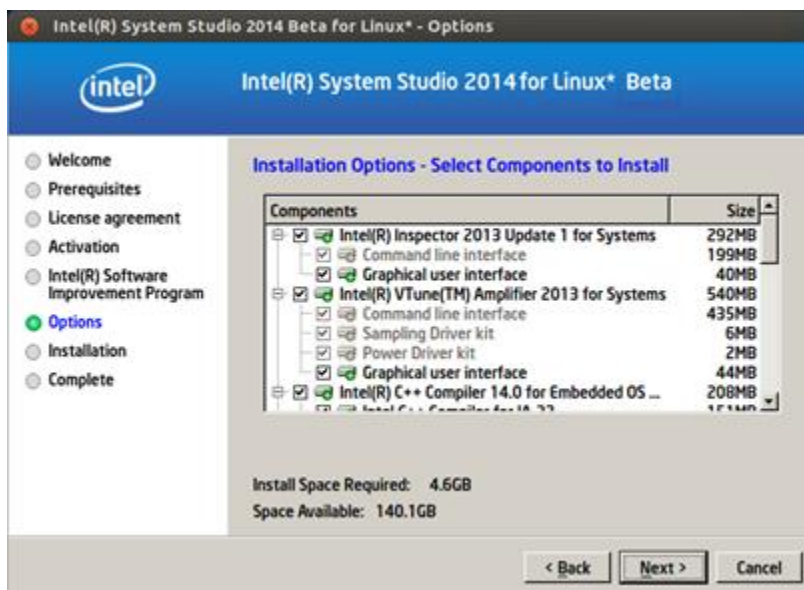 Intel(R) System Studio 2014 Beta for Linux* - Options
intel
Intel(R) System Studio 2014 for Linux* Beta
Welcome
Prerequisites
License agreement
Activation
Intel(R) Software
Improvement Program
Options
Installation
Complete
Installation Options - Select Components to Install
Components Size
Intel(R) Inspector 2013 Update 1 for Systems 292MB
Command line interface 199MB
Graphical user interface 40MB
Intel(R) VTune(TM) Amplifier 2013 for Systems 540MB
Command line interface 435MB
Sampling Driver kit 6MB
Power Driver kit 2MB
Graphical user interface 44MB
Intel(R) C++ Compiler 14.0 for Embedded OS ... 208MB
Install Space Required: 4.6GB
Space Available: 140.1GB
< Back Next > Cancel